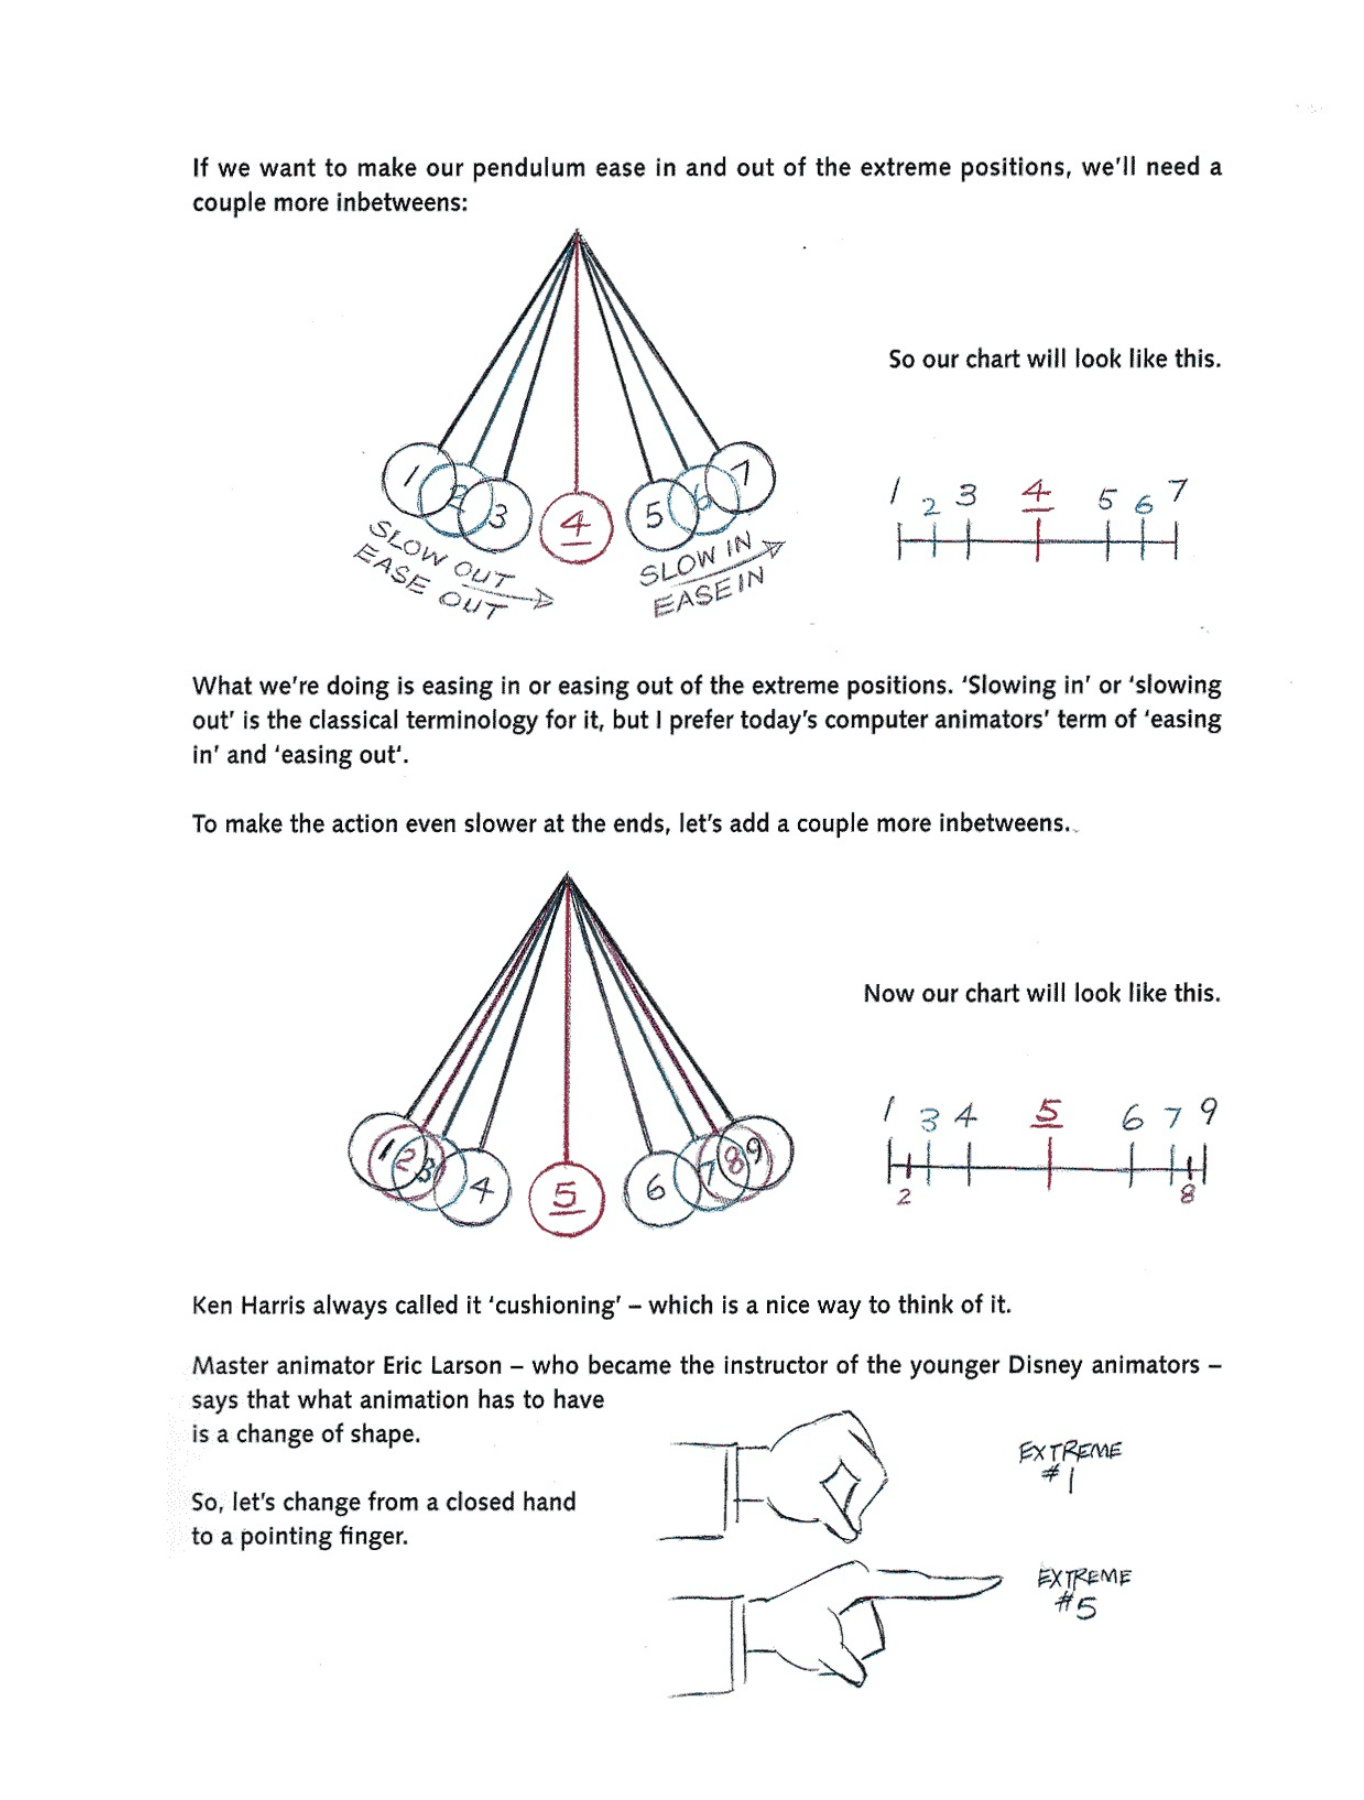 If we want to make our pendulum ease in and out of the extreme positions, we'll need a
couple more inbetweens:
So our chart will look like this.
1 2 3 4 5 6 7
1 2 3 4 5 6 7
SLOW OUT
EASE OUT
SLOW IN
EASE IN
What we're doing is easing in or easing out of the extreme positions. ‘Slowing in’ or ‘slowing
out’ is the classical terminology for it, but I prefer today's computer animators’ term of ‘easing
in’ and ‘easing out‘.
To make the action even slower at the ends, let's add a couple more inbetweens.
Now our chart will look like this.
1 2 3 4 5 6 7 8 9
1 3 4 5 6 7 9
2 8
Ken Harris always called it ‘cushioning’ – which is a nice way to think of it.
Master animator Eric Larson – who became the instructor of the younger Disney animators –
says that what animation has to have
is a change of shape.
EXTREME
#1
So, let's change from a closed hand
to a pointing finger.
EXTREME
#5